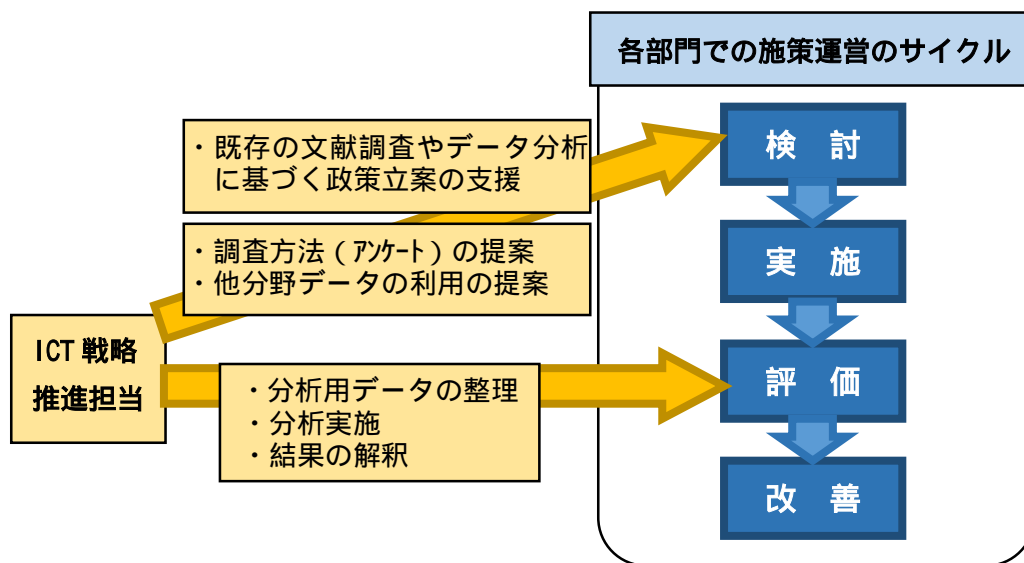 各部門での施策運営のサイクル
・既存の文献調査やデータ分析
に基づく政策立案の支援
・調査方法(アンケート)の提案
・他分野データの利用の提案
ICT戦略
推進担当
・分析用データの整理
・分析実施
・結果の解釈
検 討
実 施
評 価
改 善